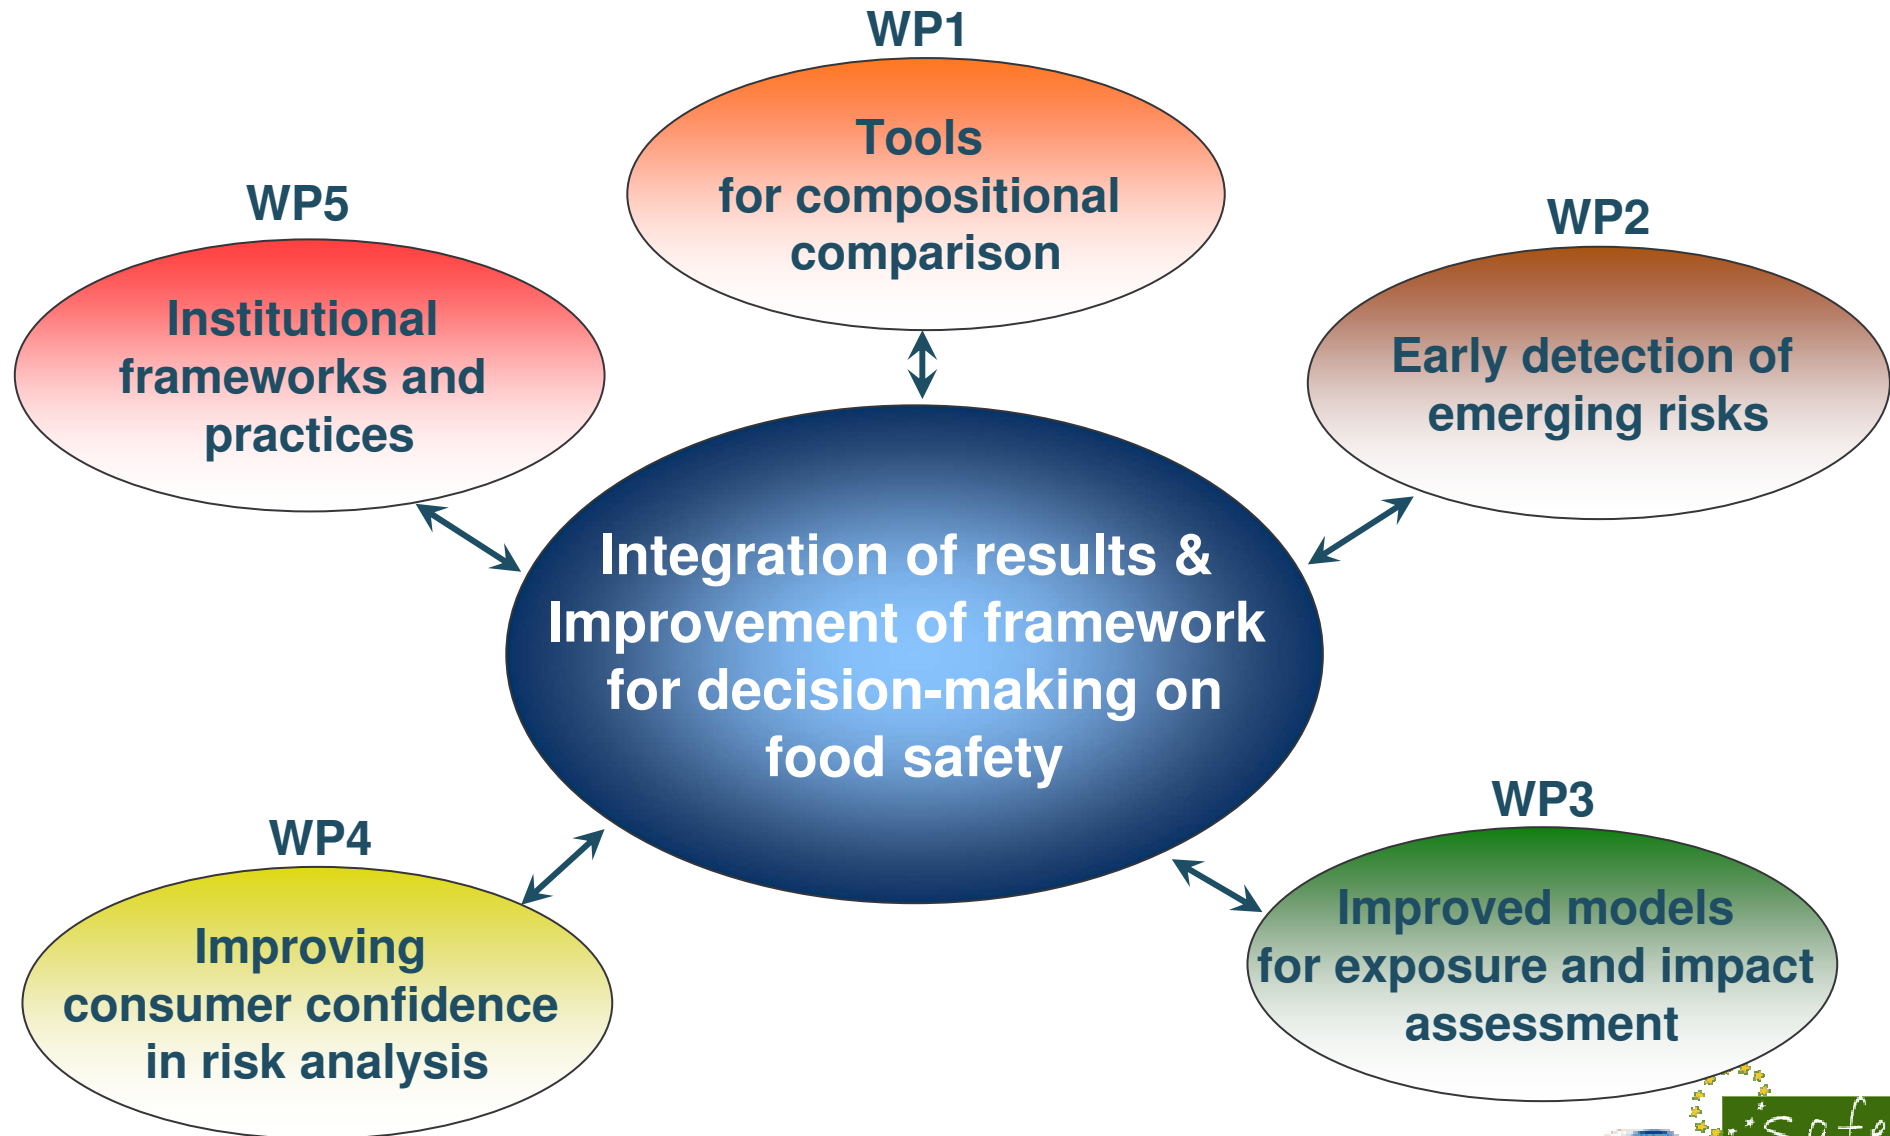 WP1
Tools
for compositional
comparison
WP5
Institutional
frameworks and
practices
WP2
Early detection of
emerging risks
Integration of results &
Improvement of framework
for decision-making on
food safety
WP4
Improving
consumer confidence
in risk analysis
WP3
Improved models
for exposure and impact
assessment